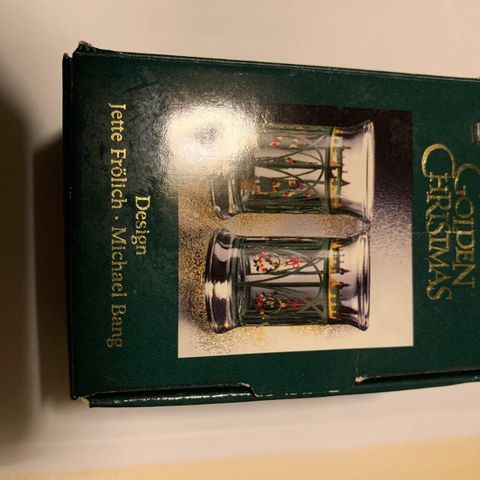 GOLDEN
CHRISTMAS
Design
Jette Frölich · Michael Bang